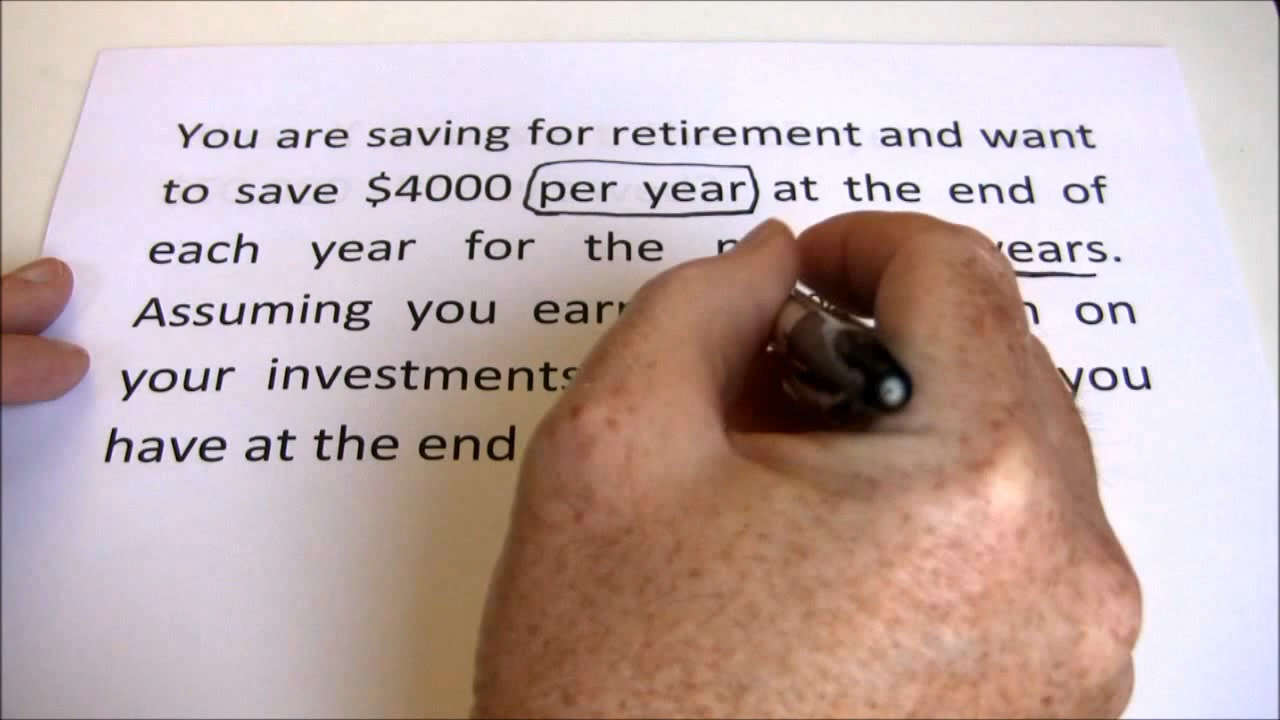 You are saving for retirement and want
to save $4000 per year at the end of
each year for the years.
Assuming you on
your investments you
have at the end